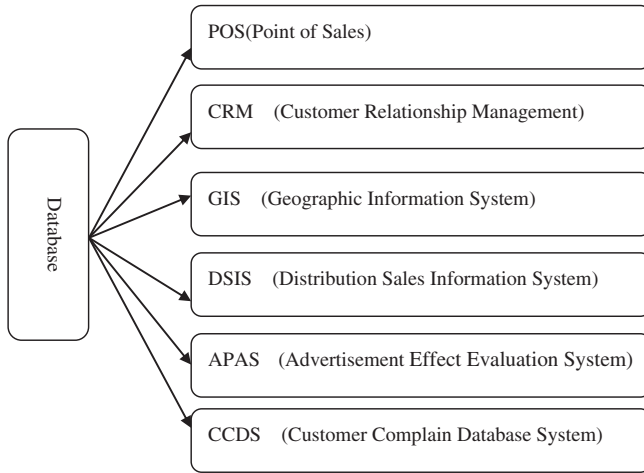 POS(Point of Sales)
CRM (Customer Relationship Management)
GIS (Geographic Information System)
Database
DSIS (Distribution Sales Information System)
APAS (Advertisement Effect Evaluation System)
CCDS (Customer Complain Database System)